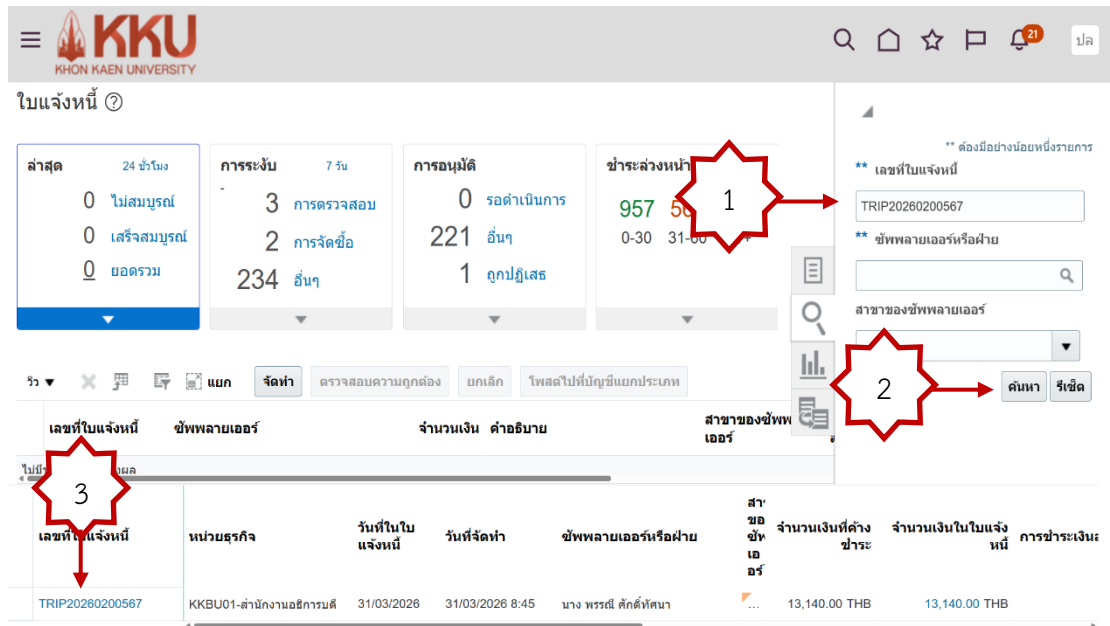 KKU
KHON KAEN UNIVERSITY
21
ปล
ใบแจ้งหนี้ ?
ล่าสุด 24 ชั่วโมง
0 ไม่สมบูรณ์
0 เสร็จสมบูรณ์
0 ยอดรวม
การระงับ 7 วัน
3 การตรวจสอบ
2 การจัดซื้อ
234 อื่นๆ
การอนุมัติ
0 รอดำเนินการ
221 อื่นๆ
1 ถูกปฏิเสธ
ชำระล่วงหน้า
957
0-30 31-60
1
** ต้องมีอย่างน้อยหนึ่งรายการ
** เลขที่ใบแจ้งหนี้
TRIP20260200567
** ซัพพลายเออร์หรือฝ่าย
สาขาของซัพพลายเออร์
2
ค้นหา รีเซ็ต
วิว แยก จัดทำ ตรวจสอบความถูกต้อง ยกเลิก โพสต์ไปที่บัญชีแยกประเภท
เลขที่ใบแจ้งหนี้ ซัพพลายเออร์ จำนวนเงิน คำอธิบาย สาขาของซัพพ
เออร์
3
เลขที่ใบแจ้งหนี้ หน่วยธุรกิจ วันที่ในใบ
แจ้งหนี้ วันที่จัดทำ ซัพพลายเออร์หรือฝ่าย สา
ขอ
ซัพ
เอ
อร์ จำนวนเงินที่ค้าง
ชำระ จำนวนเงินในใบแจ้ง
หนี้ การชำระเงิน
TRIP20260200567 KKBU01-สำนักงานอธิการบดี 31/03/2026 31/03/2026 8:45 นาง พรรณี ศักดิ์ทัศนา ... 13,140.00 THB 13,140.00 THB